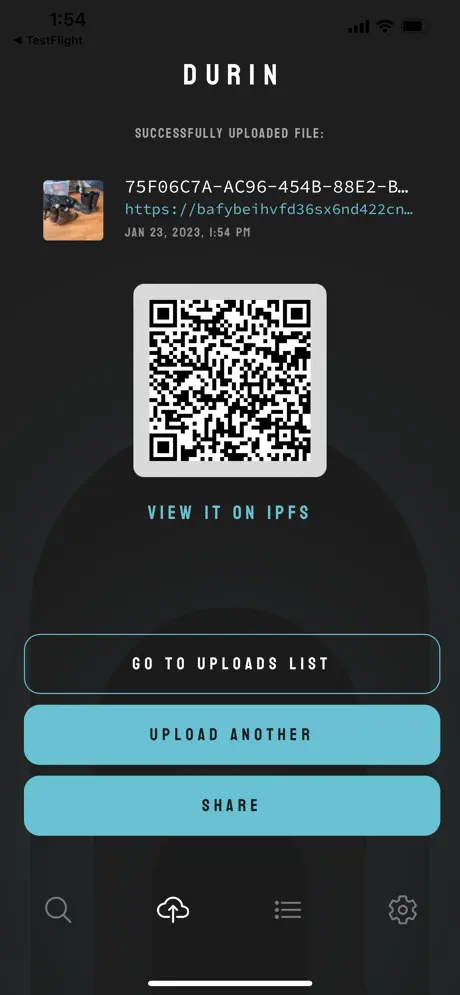 1:54
◀ TestFlight
DURIN
SUCCESSFULLY UPLOADED FILE:
75F06C7A-AC96-454B-88E2-B…
https://bafybeihvfd36sx6nd422cn…
JAN 23, 2023, 1:54 PM
VIEW IT ON IPFS
GO TO UPLOADS LIST
UPLOAD ANOTHER
SHARE